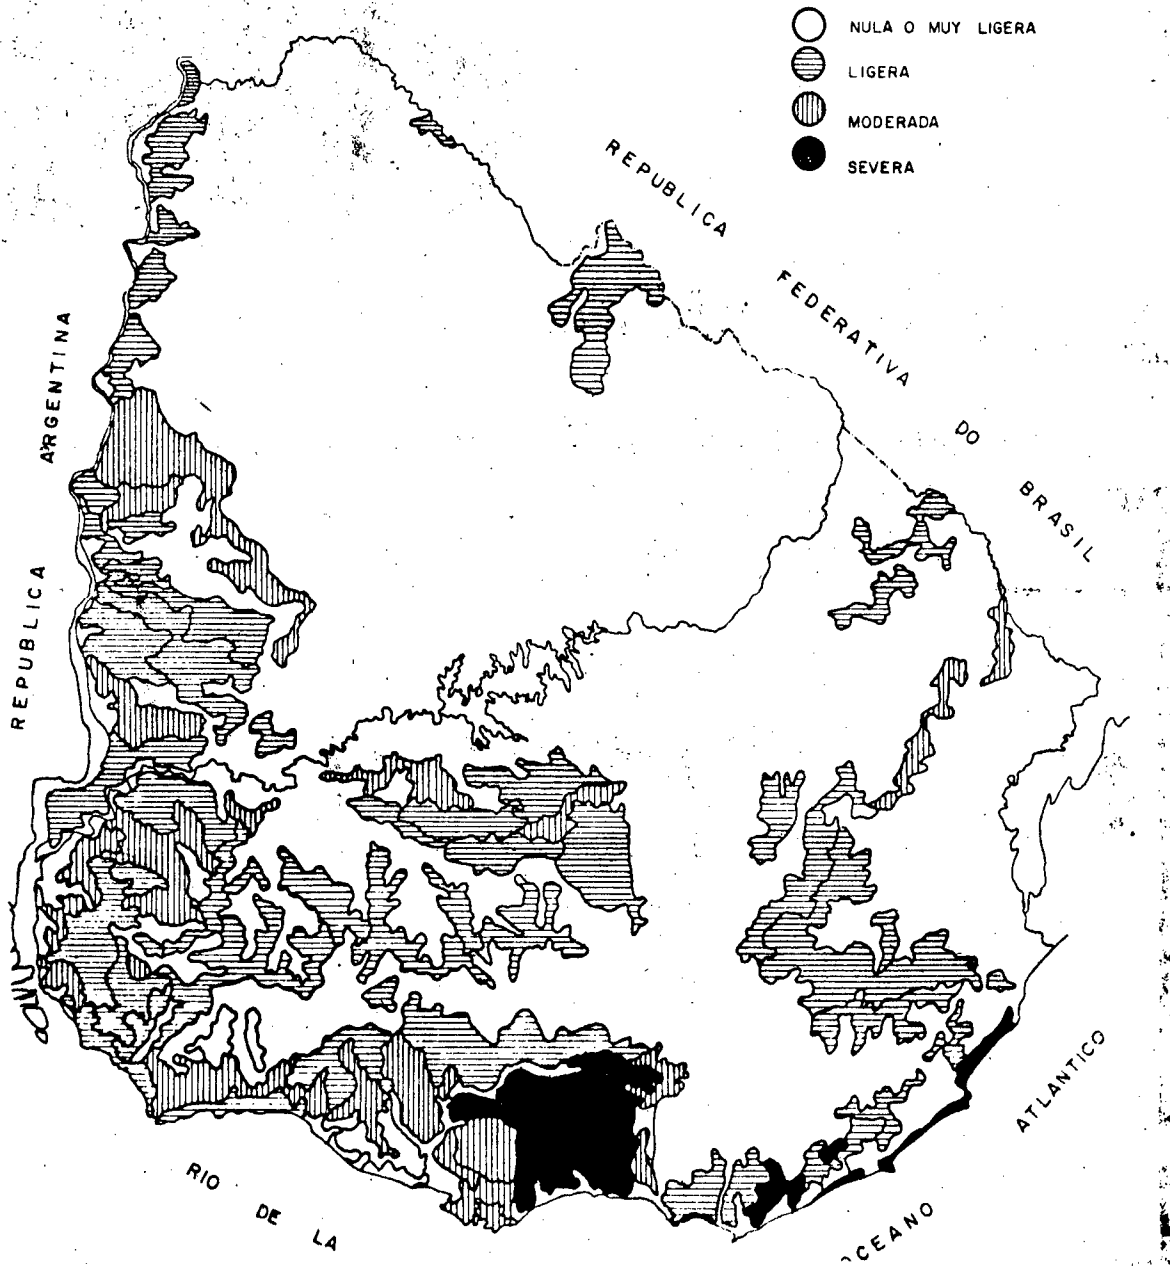 NULA O MUY LIGERA
LIGERA
MODERADA
SEVERA
REPUBLICA
FEDERATIVA
DO
BRASIL
REPUBLICA
ARGENTINA
RIO
DE
LA
OCEANO
ATLANTICO